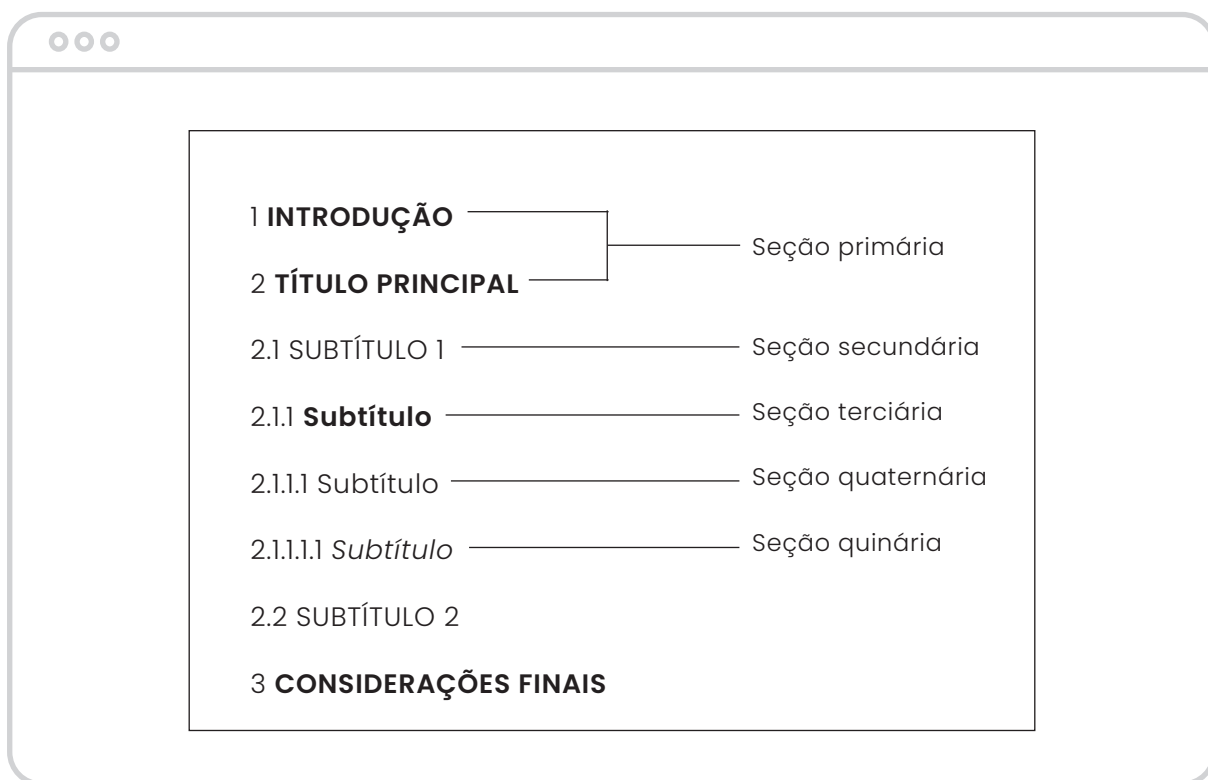 1 INTRODUÇÃO
Seção primária
2 TÍTULO PRINCIPAL
2.1 SUBTÍTULO 1 Seção secundária
2.1.1 Subtítulo Seção terciária
2.1.1.1 Subtítulo Seção quaternária
2.1.1.1.1 Subtítulo Seção quinária
2.2 SUBTÍTULO 2
3 CONSIDERAÇÕES FINAIS